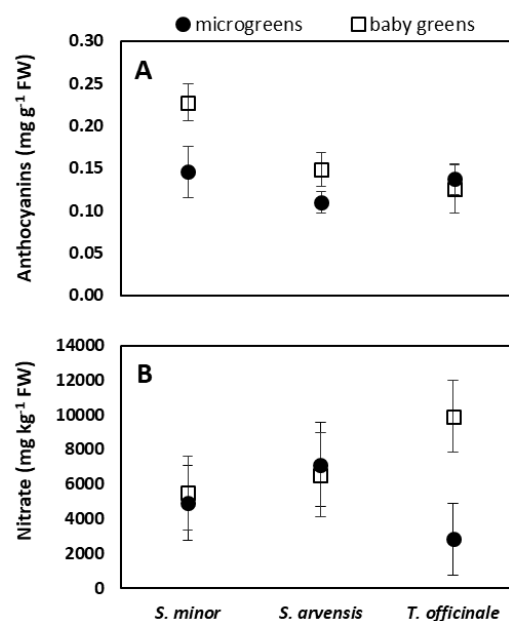 microgreens baby greens
A
Anthocyanins (mg g⁻¹ FW)
0.30
0.25
0.20
0.15
0.10
0.05
0.00
B
Nitrate (mg kg⁻¹ FW)
14000
12000
10000
8000
6000
4000
2000
0
S. minor S. arvensis T. officinale